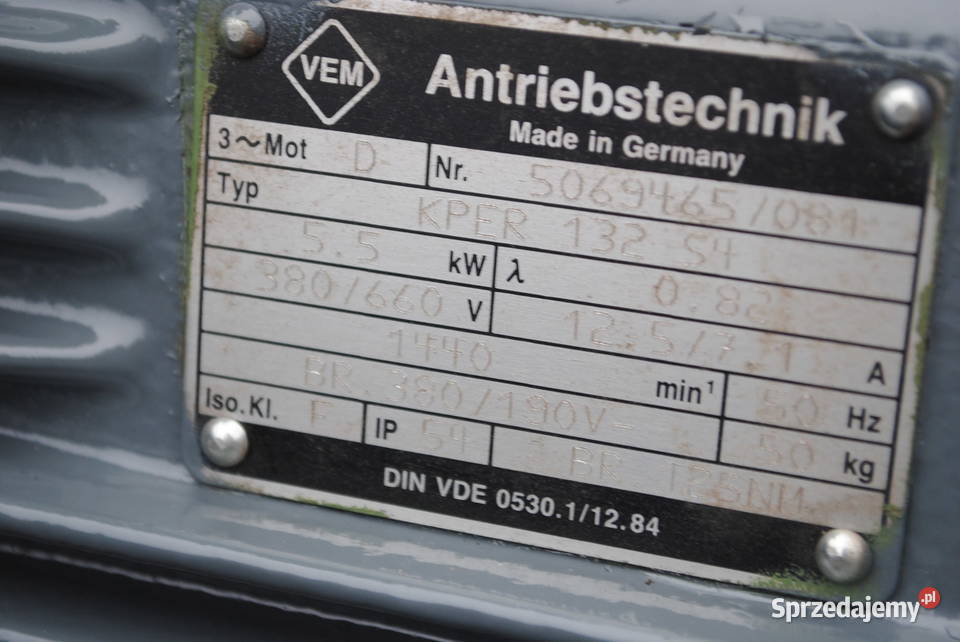 VEM Antriebstechnik
Made in Germany
3~Mot D Nr. 5069465/081
Typ KPER 132 S4
5.5 kW λ 0.82
380/660 V 12.5/7.1 A
1440 min¹ 50 Hz
BR 380/190V- 50 kg
Iso.Kl. F IP 54 BR 125NM
DIN VDE 0530.1/12.84
Sprzedajemy.pl